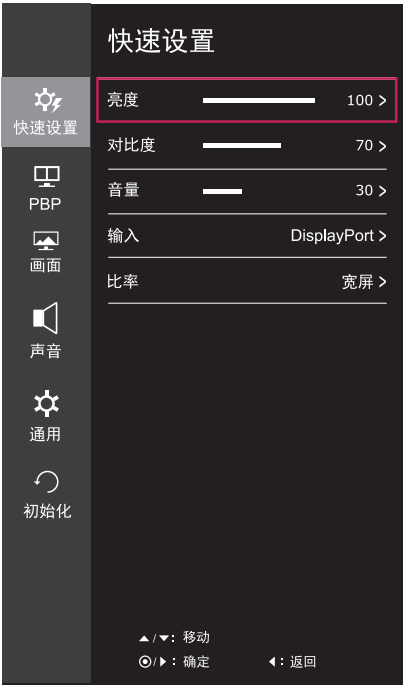 快速设置
快速设置
PBP
画面
声音
通用
初始化
亮度 100 >
对比度 70 >
音量 30 >
输入 DisplayPort >
比率 宽屏 >
▲/▼: 移动
⦿/▶: 确定 ◀: 返回